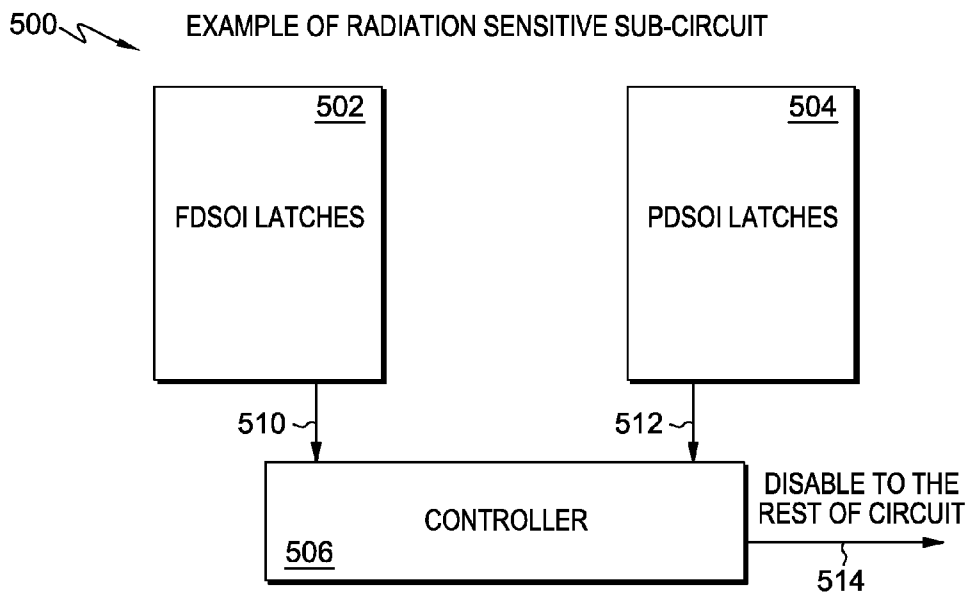 500
EXAMPLE OF RADIATION SENSITIVE SUB-CIRCUIT
502
FDSOI LATCHES
504
PDSOI LATCHES
510
512
CONTROLLER
506
DISABLE TO THE
REST OF CIRCUIT
514